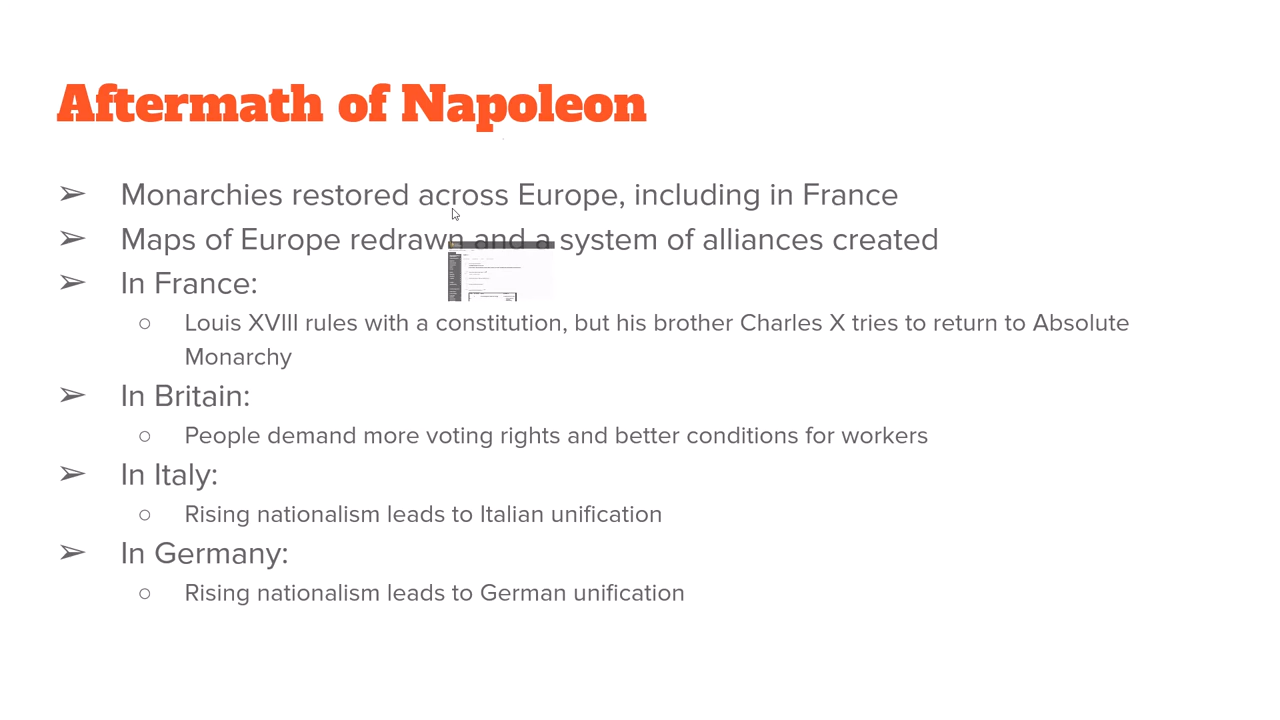 Aftermath of Napoleon
➢ Monarchies restored across Europe, including in France
➢ Maps of Europe redrawn and a system of alliances created
➢ In France:
○ Louis XVIII rules with a constitution, but his brother Charles X tries to return to Absolute
Monarchy
➢ In Britain:
○ People demand more voting rights and better conditions for workers
➢ In Italy:
○ Rising nationalism leads to Italian unification
➢ In Germany:
○ Rising nationalism leads to German unification